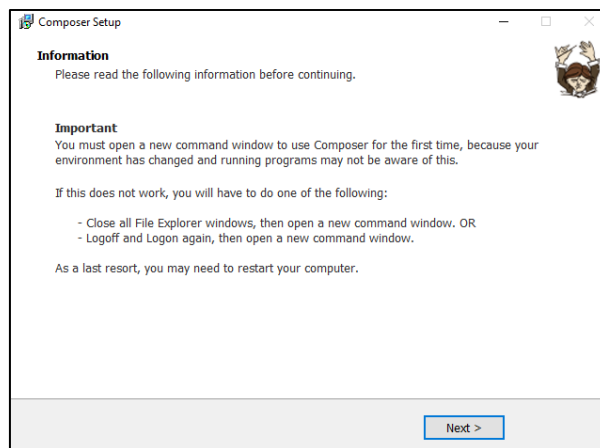 Composer Setup
Information
Please read the following information before continuing.
Important
You must open a new command window to use Composer for the first time, because your
environment has changed and running programs may not be aware of this.
If this does not work, you will have to do one of the following:
- Close all File Explorer windows, then open a new command window. OR
- Logoff and Logon again, then open a new command window.
As a last resort, you may need to restart your computer.
Next >